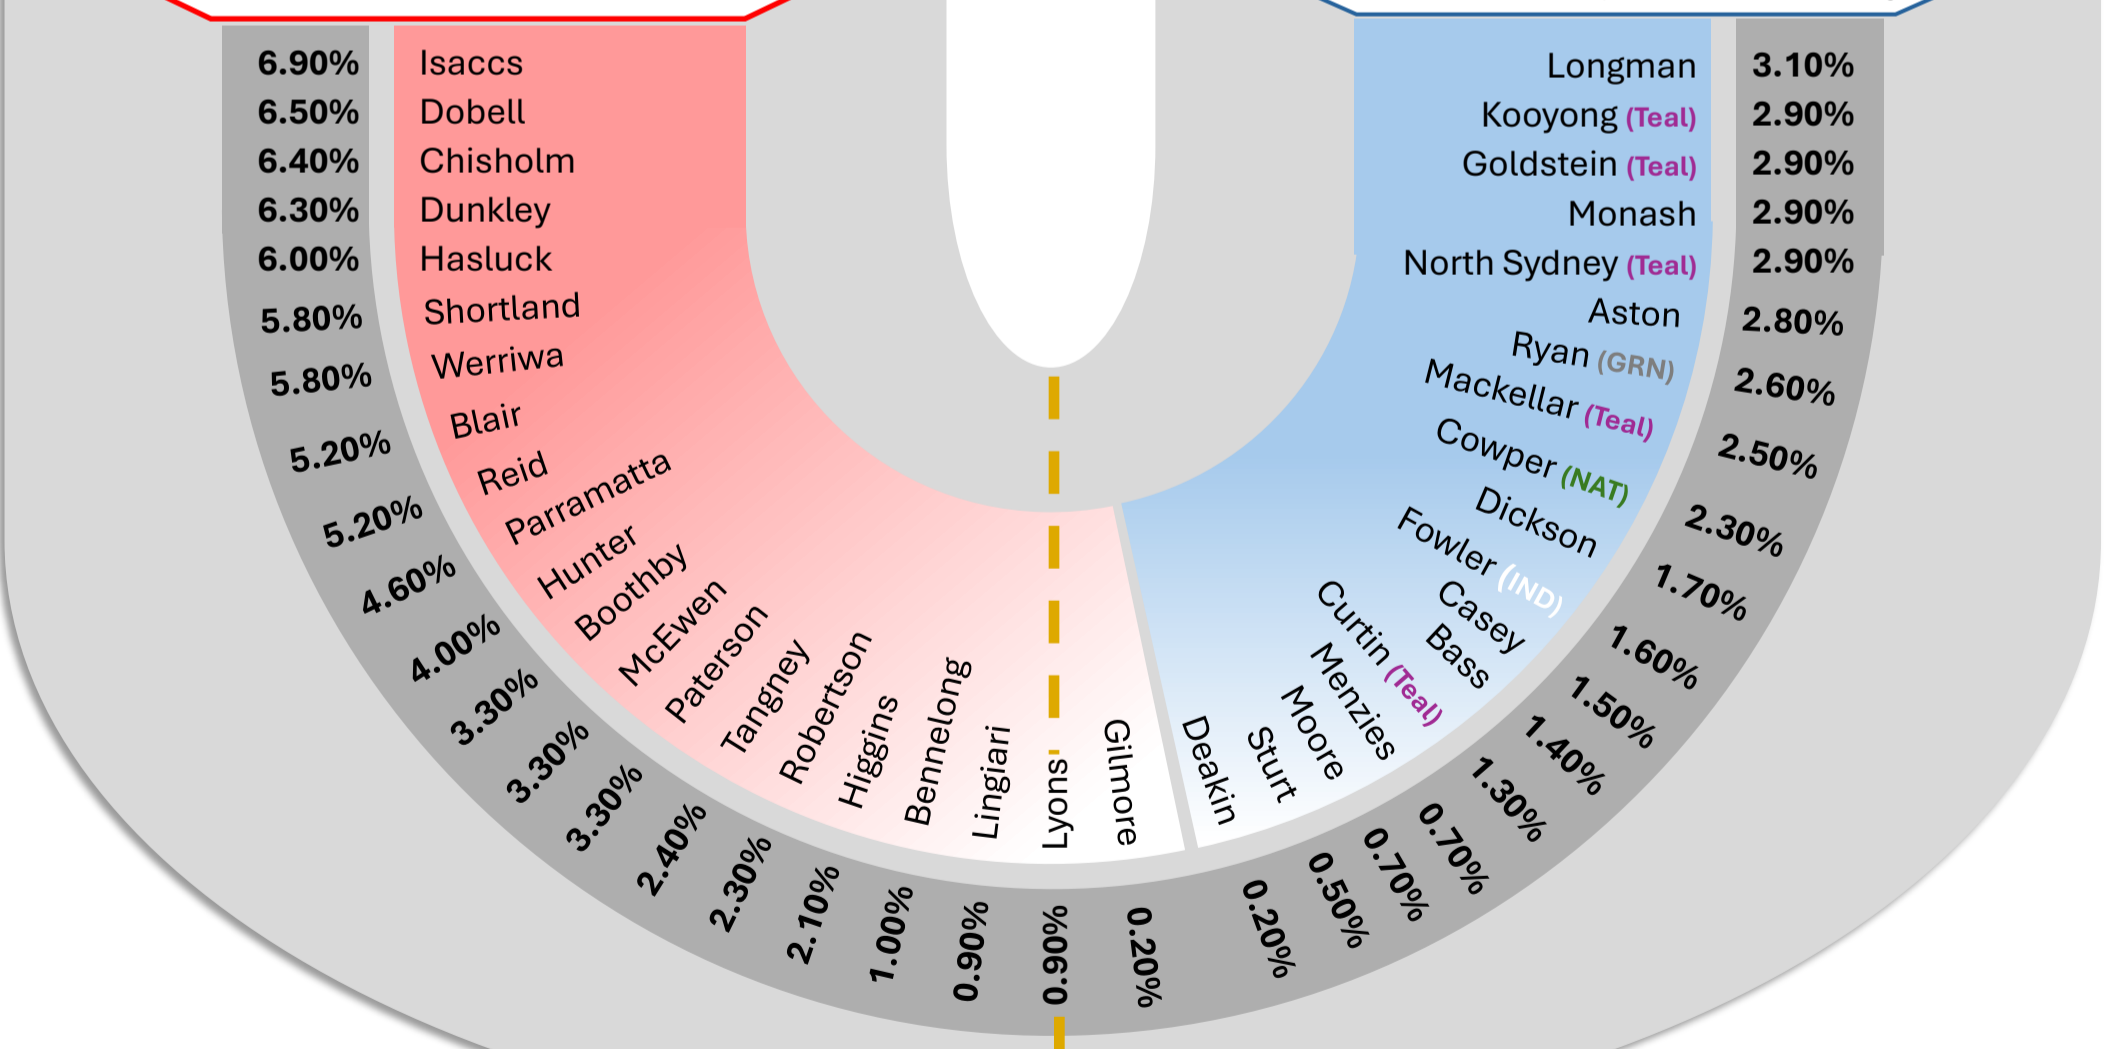 6.90% Isaccs
6.50% Dobell
6.40% Chisholm
6.30% Dunkley
6.00% Hasluck
5.80% Shortland
5.80% Werriwa
5.20% Blair
5.20% Reid
4.60% Parramatta
4.00% Hunter
3.30% Boothby
3.30% McEwen
3.30% Paterson
2.40% Tangney
2.30% Robertson
2.10% Higgins
1.00% Bennelong
0.90% Lingiari
0.90% Lyons
0.20% Gilmore
Longman 3.10%
Kooyong (Teal) 2.90%
Goldstein (Teal) 2.90%
Monash 2.90%
North Sydney (Teal) 2.90%
Aston 2.80%
Ryan (GRN) 2.60%
Mackellar (Teal) 2.50%
Cowper (NAT) 2.30%
Dickson 1.70%
Fowler (IND) 1.60%
Casey 1.50%
Bass 1.40%
Curtin (Teal) 1.30%
Menzies 0.70%
Moore 0.70%
Sturt 0.50%
Deakin 0.20%